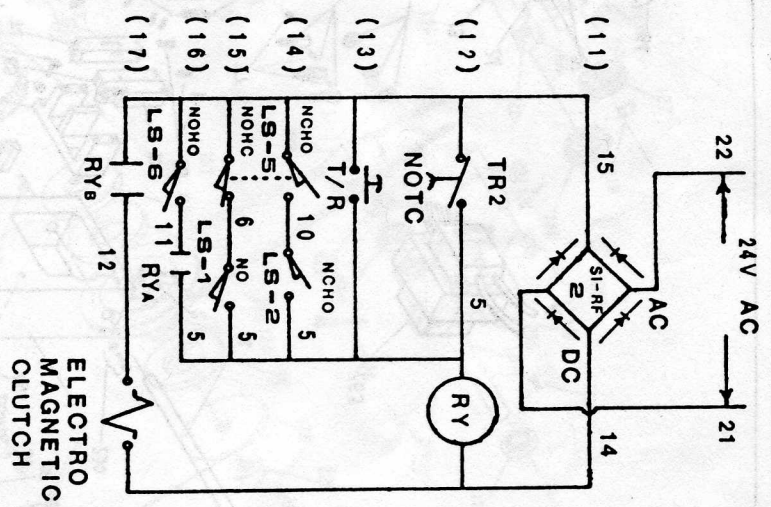 22
24V AC
21
(11)
15
SI-RF
2
AC
DC
14
(12)
TR2
NOTC
5
RY
(13)
T/R
(14)
NCHO
LS-5
10
NCHO
LS-2
5
(15)
NOHC
6
NO
LS-1
5
(16)
NOHO
LS-6
11
RYA
5
(17)
RYB
12
ELECTRO
MAGNETIC
CLUTCH